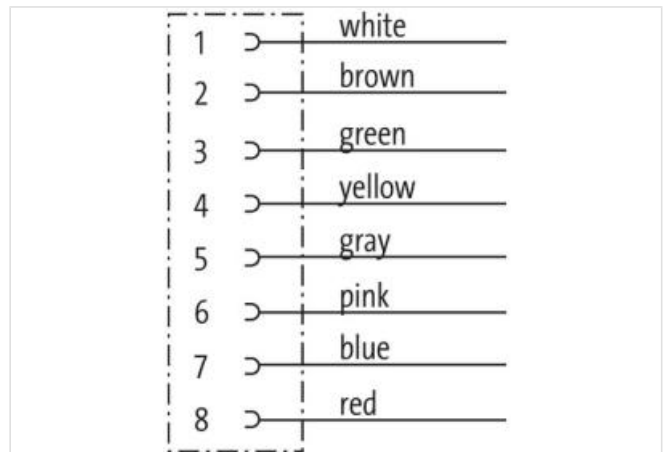 1 white
2 brown
3 green
4 yellow
5 gray
6 pink
7 blue
8 red